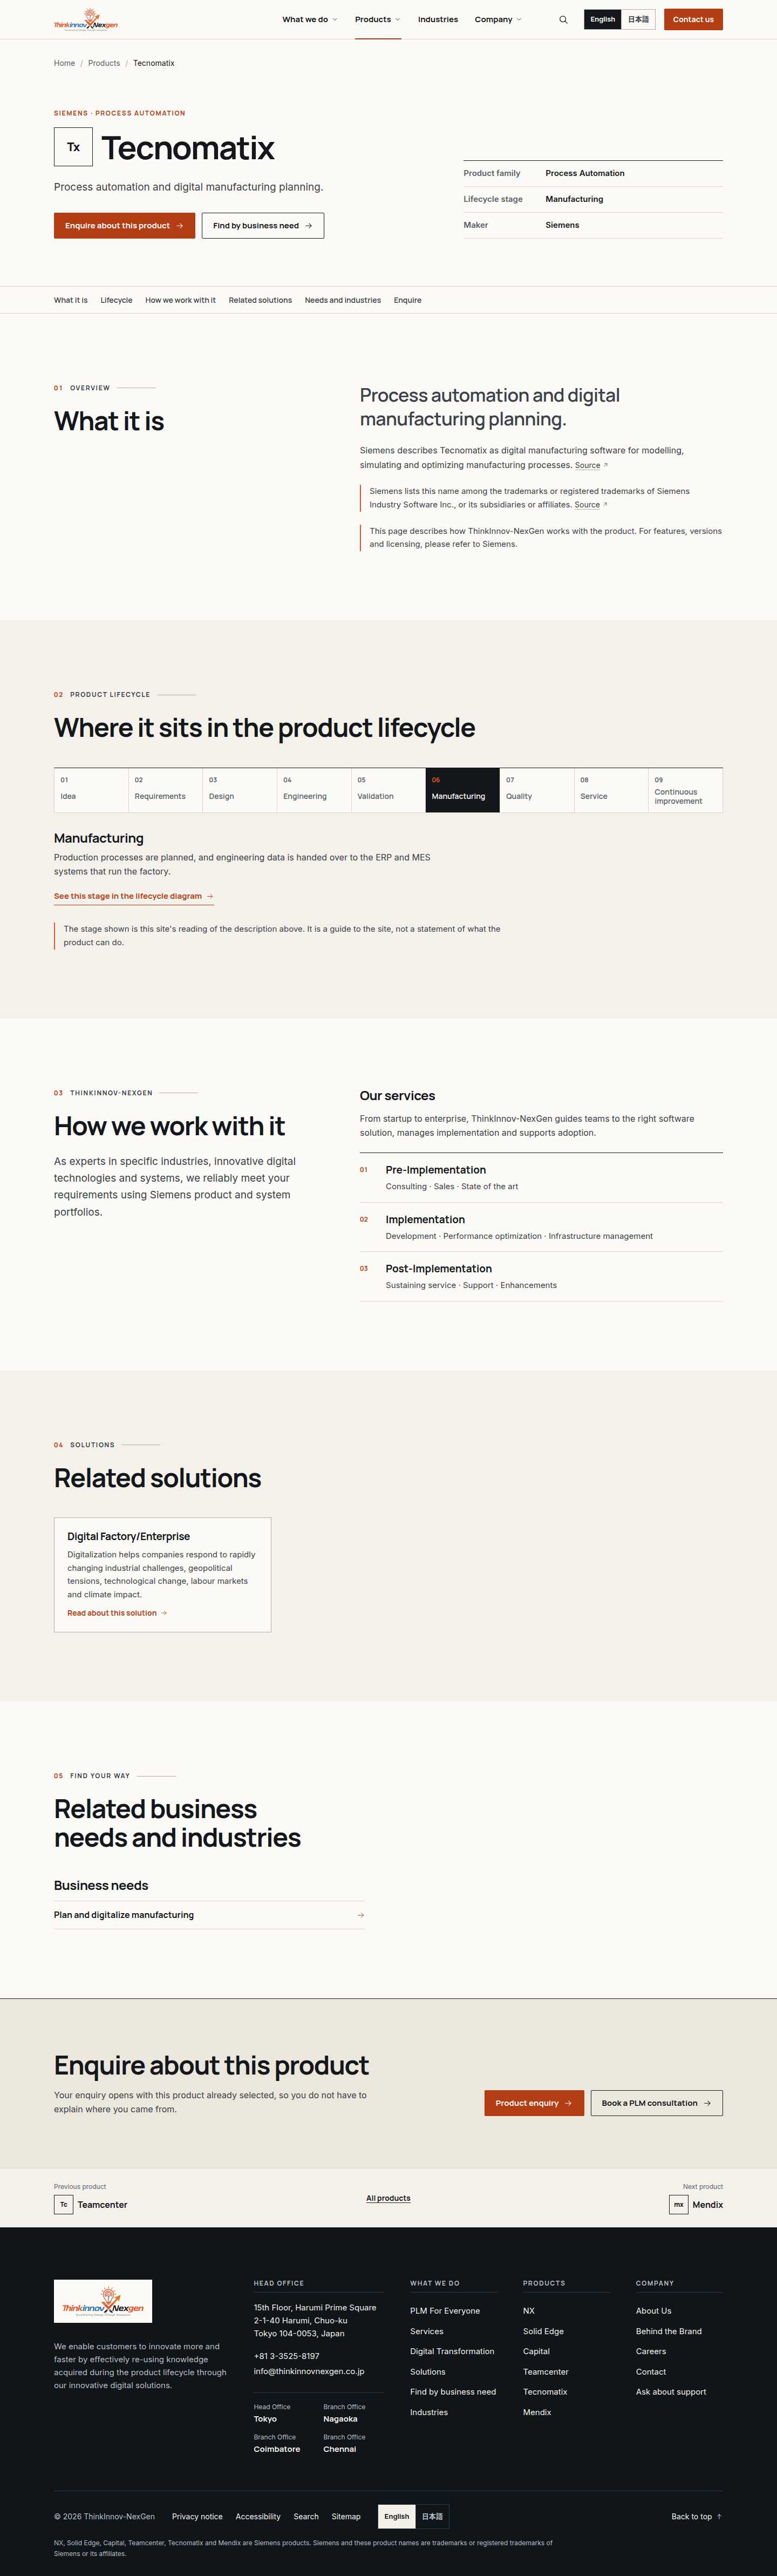 ThinkinnovXNexgen
What we do
Products
Industries
Company
English
日本語
Contact us
Home / Products / Tecnomatix
SIEMENS · PROCESS AUTOMATION
Tx
Tecnomatix
Process automation and digital manufacturing planning.
Enquire about this product →
Find by business need →
Product family Process Automation
Lifecycle stage Manufacturing
Maker Siemens
What it is
Lifecycle
How we work with it
Related solutions
Needs and industries
Enquire
01 OVERVIEW
What it is
Process automation and digital
manufacturing planning.
Siemens describes Tecnomatix as digital manufacturing software for modelling,
simulating and optimizing manufacturing processes. Source ↗
Siemens lists this name among the trademarks or registered trademarks of Siemens
Industry Software Inc., or its subsidiaries or affiliates. Source ↗
This page describes how ThinkInnov-NexGen works with the product. For features, versions
and licensing, please refer to Siemens.
02 PRODUCT LIFECYCLE
Where it sits in the product lifecycle
01
Idea
02
Requirements
03
Design
04
Engineering
05
Validation
06
Manufacturing
07
Quality
08
Service
09
Continuous
improvement
Manufacturing
Production processes are planned, and engineering data is handed over to the ERP and MES
systems that run the factory.
See this stage in the lifecycle diagram →
The stage shown is this site's reading of the description above. It is a guide to the site, not a statement of what the
product can do.
03 THINKINNOV-NEXGEN
How we work with it
As experts in specific industries, innovative digital
technologies and systems, we reliably meet your
requirements using Siemens product and system
portfolios.
Our services
From startup to enterprise, ThinkInnov-NexGen guides teams to the right software
solution, manages implementation and supports adoption.
01 Pre-Implementation
Consulting · Sales · State of the art
02 Implementation
Development · Performance optimization · Infrastructure management
03 Post-Implementation
Sustaining service · Support · Enhancements
04 SOLUTIONS
Related solutions
Digital Factory/Enterprise
Digitalization helps companies respond to rapidly
changing industrial challenges, geopolitical
tensions, technological change, labour markets
and climate impact.
Read about this solution →
05 FIND YOUR WAY
Related business
needs and industries
Business needs
Plan and digitalize manufacturing →
Enquire about this product
Your enquiry opens with this product already selected, so you do not have to
explain where you came from.
Product enquiry →
Book a PLM consultation →
Previous product
Tc Teamcenter
All products
Next product
mx Mendix
ThinkinnovXNexgen
We enable customers to innovate more and
faster by effectively re-using knowledge
acquired during the product lifecycle through
our innovative digital solutions.
HEAD OFFICE
15th Floor, Harumi Prime Square
2-1-40 Harumi, Chuo-ku
Tokyo 104-0053, Japan
+81 3-3525-8197
info@thinkinnovnexgen.co.jp
Head Office
Tokyo
Branch Office
Nagaoka
Branch Office
Coimbatore
Branch Office
Chennai
WHAT WE DO
PLM For Everyone
Services
Digital Transformation
Solutions
Find by business need
Industries
PRODUCTS
NX
Solid Edge
Capital
Teamcenter
Tecnomatix
Mendix
COMPANY
About Us
Behind the Brand
Careers
Contact
Ask about support
© 2026 ThinkInnov-NexGen
Privacy notice
Accessibility
Search
Sitemap
English
日本語
Back to top ↑
NX, Solid Edge, Capital, Teamcenter, Tecnomatix and Mendix are Siemens products. Siemens and these product names are trademarks or registered trademarks of
Siemens or its affiliates.